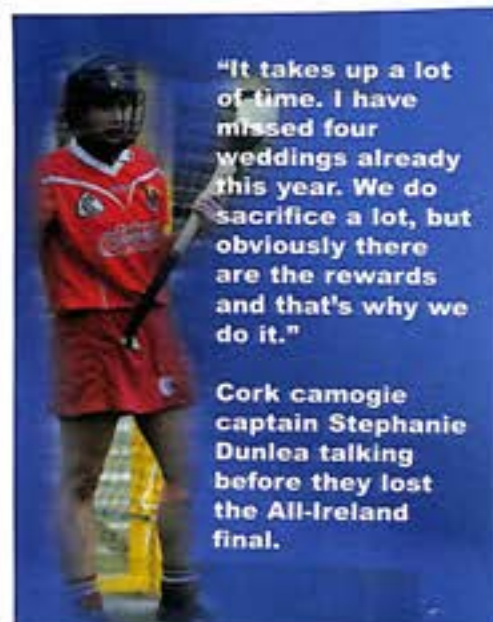 “It takes up a lot
of time. I have
missed four
weddings already
this year. We do
sacrifice a lot, but
obviously there
are the rewards
and that's why we
do it.”
Cork camogie
captain Stephanie
Dunlea talking
before they lost
the All-Ireland
final.